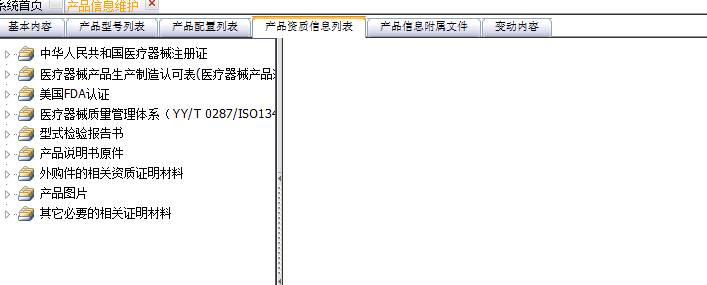 系统首页 产品信息维护
基本内容 产品型号列表 产品配置列表 产品资质信息列表 产品信息附属文件 变动内容
中华人民共和国医疗器械注册证
医疗器械产品生产制造认可表(医疗器械产品
美国FDA认证
医疗器械质量管理体系（YY/T 0287/ISO134
型式检验报告书
产品说明书原件
外购件的相关资质证明材料
产品图片
其它必要的相关证明材料